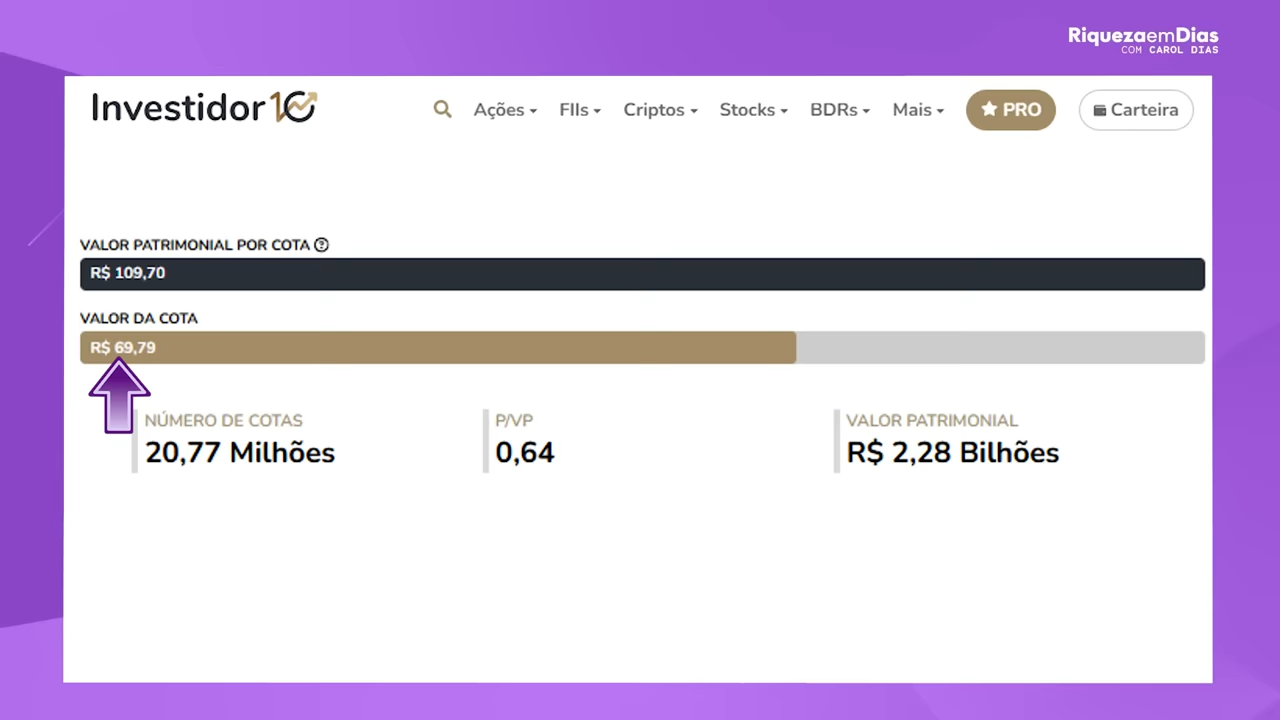 RiquezaemDias
COM CAROL DIAS
Investidor10
Ações
FIIs
Criptos
Stocks
BDRs
Mais
PRO
Carteira
VALOR PATRIMONIAL POR COTA ?
R$ 109,70
VALOR DA COTA
R$ 69,79
NÚMERO DE COTAS
20,77 Milhões
P/VP
0,64
VALOR PATRIMONIAL
R$ 2,28 Bilhões